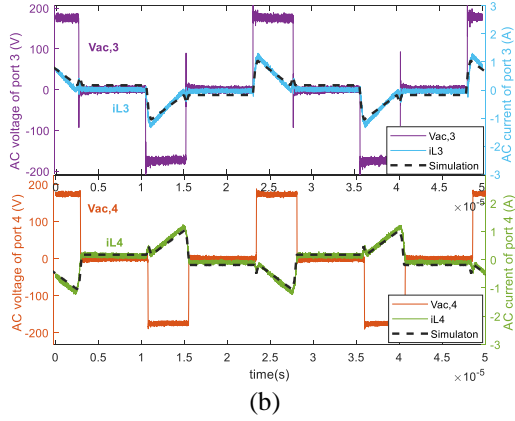 200
100
0
-100
-200
AC voltage of port 3 (V)
Vac,3
iL3
Vac,3
iL3
Simulation
3
2
1
0
-1
-2
-3
AC current of port 3 (A)
0
0.5
1
1.5
2
2.5
3
3.5
4
4.5
5
×10-5
200
100
0
-100
-200
AC voltage of port 4 (V)
Vac,4
iL4
Vac,4
iL4
Simulaton
2
1
0
-1
-2
-3
AC current of port 4 (A)
0
0.5
1
1.5
2
2.5
3
3.5
4
4.5
5
time(s)
×10-5
(b)